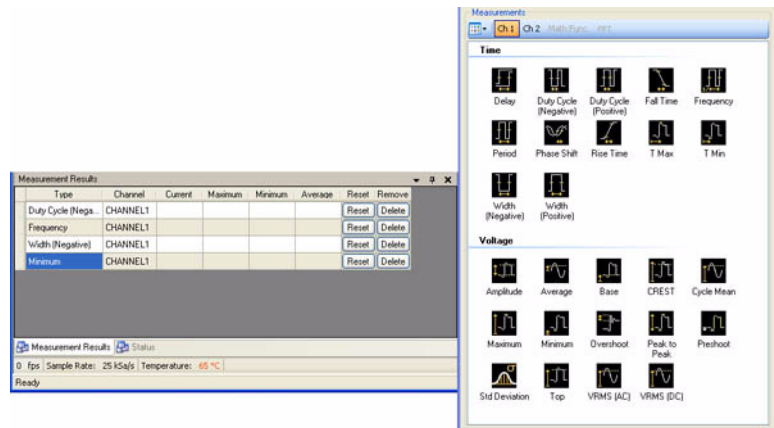 Measurements
Ch 1 Ch 2 Math Func. FFT
Time
Delay
Duty Cycle (Negative)
Duty Cycle (Positive)
Fall Time
Frequency
Period
Phase Shift
Rise Time
T Max
T Min
Width (Negative)
Width (Positive)
Voltage
Amplitude
Average
Base
CREST
Cycle Mean
Maximum
Minimum
Overshoot
Peak to Peak
Preshoot
Std Deviation
Top
VRMS (AC)
VRMS (DC)
Measurement Results
Type Channel Current Maximum Minimum Average Reset Remove
Duty Cycle (Nega... CHANNEL1 Reset Delete
Frequency CHANNEL1 Reset Delete
Width (Negative) CHANNEL1 Reset Delete
Minimum CHANNEL1 Reset Delete
Measurement Results Status
0 fps Sample Rate: 25 kSa/s Temperature: 65 °C
Ready